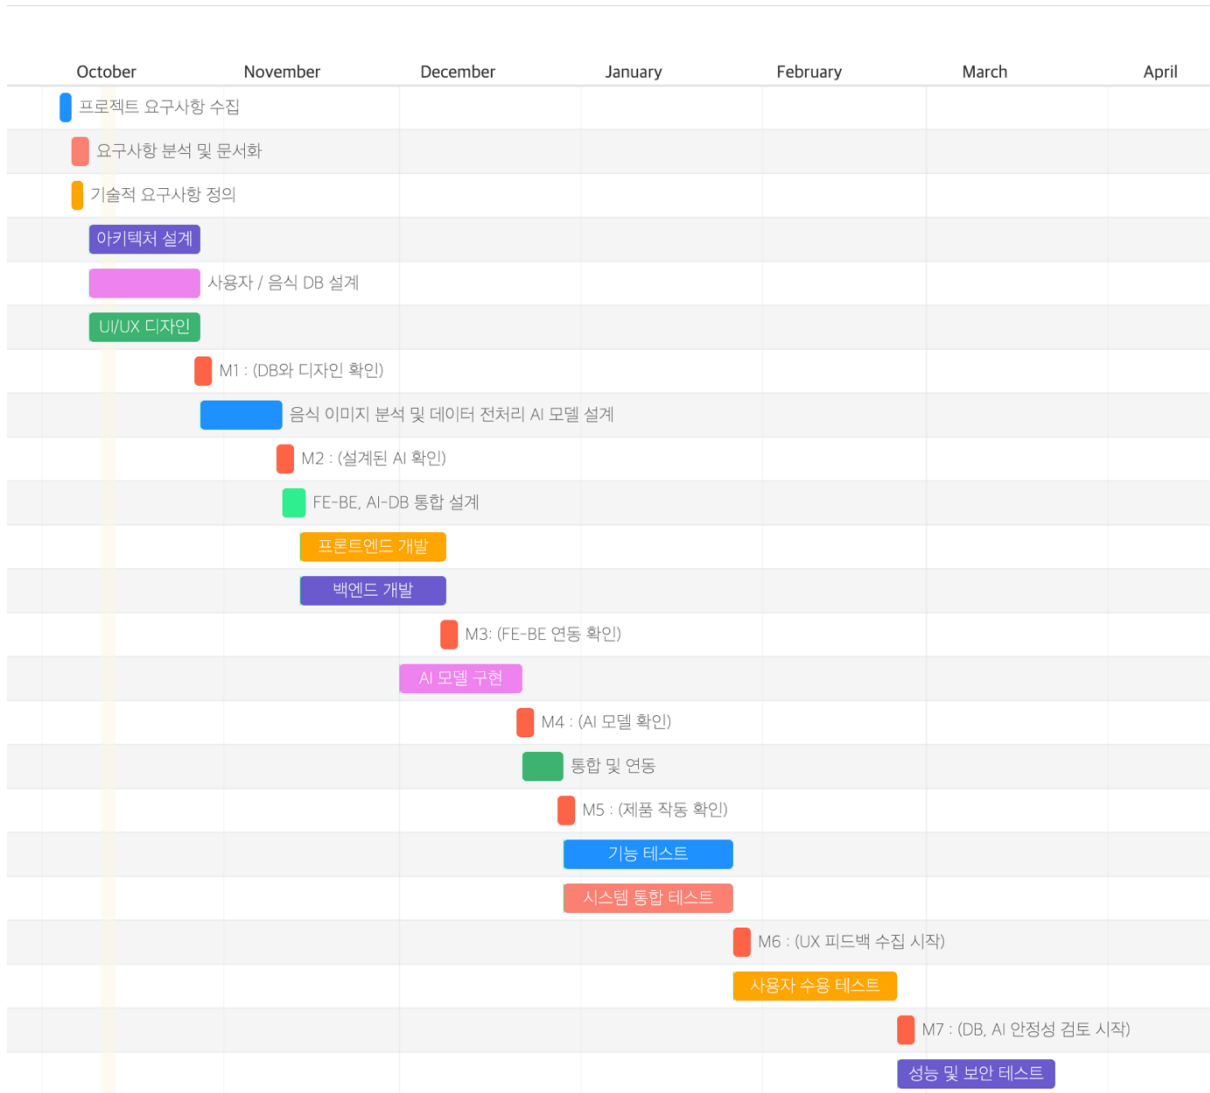 October November December January February March April
프로젝트 요구사항 수집
요구사항 분석 및 문서화
기술적 요구사항 정의
아키텍처 설계
사용자 / 음식 DB 설계
UI/UX 디자인
M1 : (DB와 디자인 확인)
음식 이미지 분석 및 데이터 전처리 AI 모델 설계
M2 : (설계된 AI 확인)
FE-BE, AI-DB 통합 설계
프론트엔드 개발
백엔드 개발
M3: (FE-BE 연동 확인)
AI 모델 구현
M4 : (AI 모델 확인)
통합 및 연동
M5 : (제품 작동 확인)
기능 테스트
시스템 통합 테스트
M6 : (UX 피드백 수집 시작)
사용자 수용 테스트
M7 : (DB, AI 안정성 검토 시작)
성능 및 보안 테스트